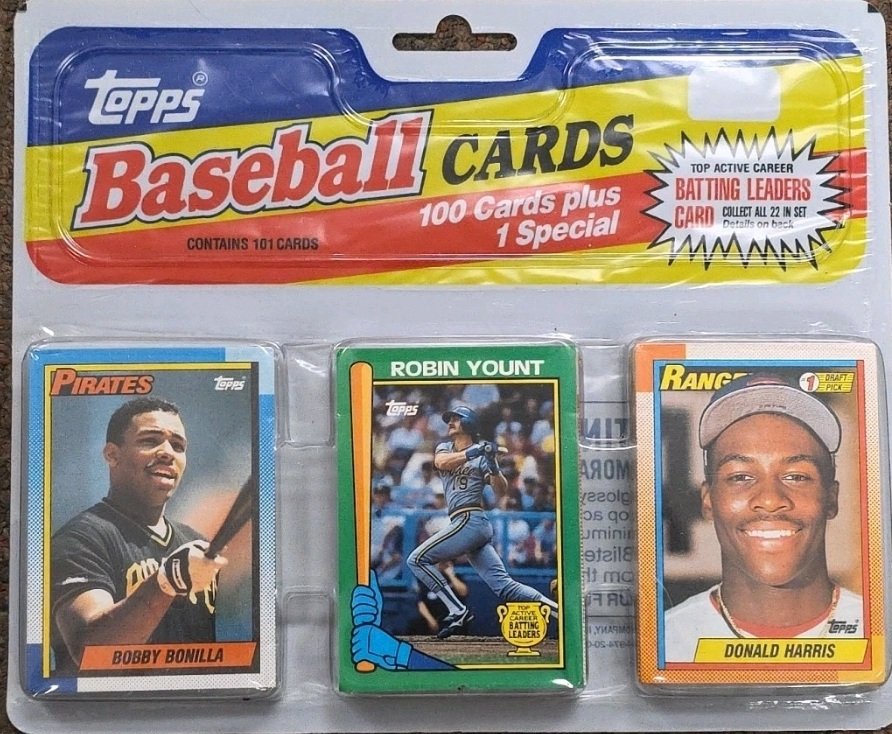 Topps®
Baseball CARDS
100 Cards plus
1 Special
CONTAINS 101 CARDS
TOP ACTIVE CAREER
BATTING LEADERS
CARD COLLECT ALL 22 IN SET
Details on back
PIRATES
Topps
BOBBY BONILLA
ROBIN YOUNT
Topps
19
TOP
ACTIVE
CAREER
BATTING
LEADERS
RANGE
#1 DRAFT
PICK
Topps
DONALD HARRIS